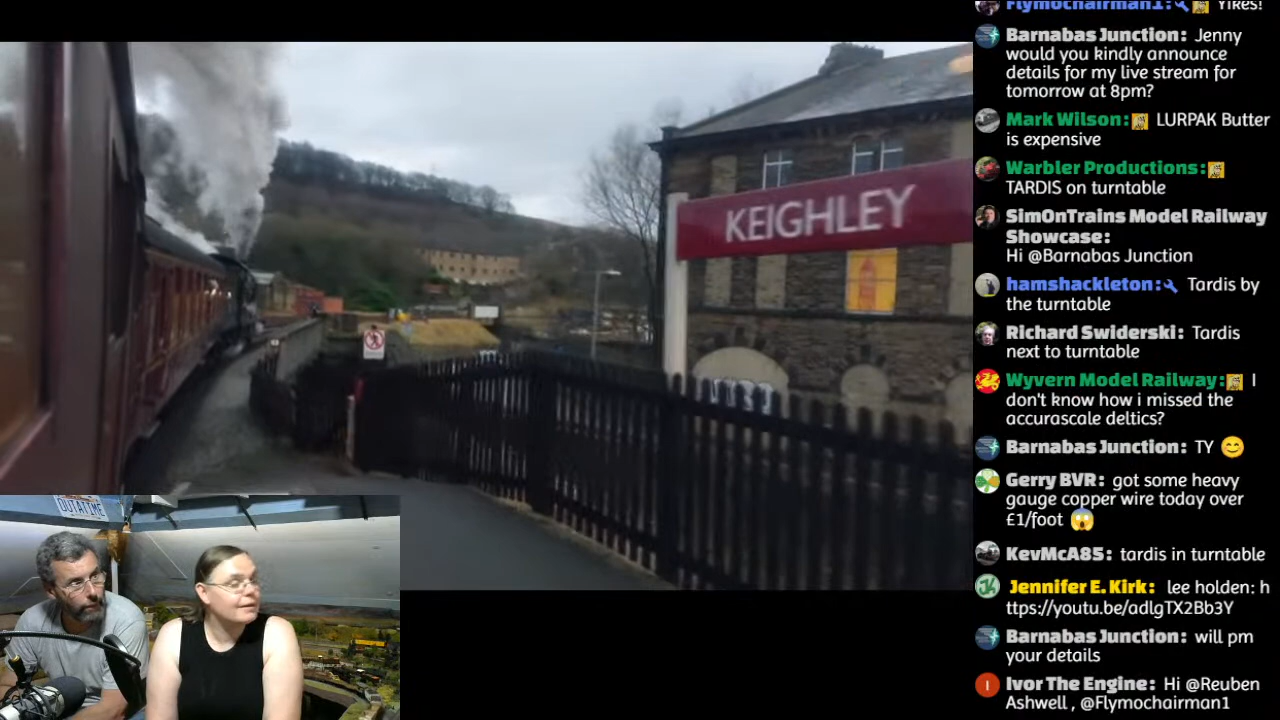 KEIGHLEY
OUTATIME
Flymochairman1: Yikes!
Barnabas Junction: Jenny
would you kindly announce
details for my live stream for
tomorrow at 8pm?
Mark Wilson: LURPAK Butter
is expensive
Warbler Productions:
TARDIS on turntable
SimOnTrains Model Railway
Showcase:
Hi @Barnabas Junction
hamshackleton: Tardis by
the turntable
Richard Swiderski: Tardis
next to turntable
Wyvern Model Railway: I
don't know how i missed the
accurascale deltics?
Barnabas Junction: TY 😊
Gerry BVR: got some heavy
gauge copper wire today over
£1/foot 😱
KevMcA85: tardis in turntable
Jennifer E. Kirk: lee holden: h
ttps://youtu.be/adlgTX2Bb3Y
Barnabas Junction: will pm
your details
Ivor The Engine: Hi @Reuben
Ashwell , @Flymochairman1